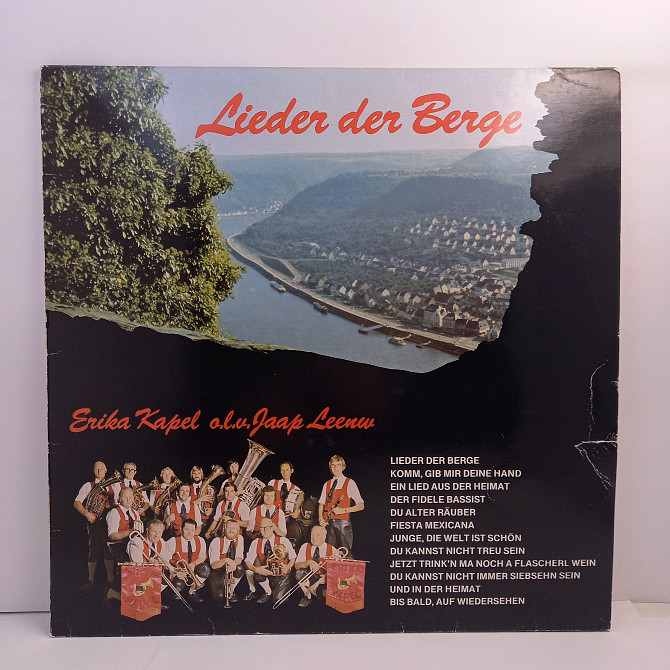 Lieder der Berge
Erika Kapel o.l.v. Jaap Leenw
LIEDER DER BERGE
KOMM, GIB MIR DEINE HAND
EIN LIED AUS DER HEIMAT
DER FIDELE BASSIST
DU ALTER RÄUBER
FIESTA MEXICANA
JUNGE, DIE WELT IST SCHÖN
DU KANNST NICHT TREU SEIN
JETZT TRINK'N MA NOCH A FLASCHERL WEIN
DU KANNST NICHT IMMER SIEBSEHN SEIN
UND IN DER HEIMAT
BIS BALD, AUF WIEDERSEHEN
ERIKA
KAPEL